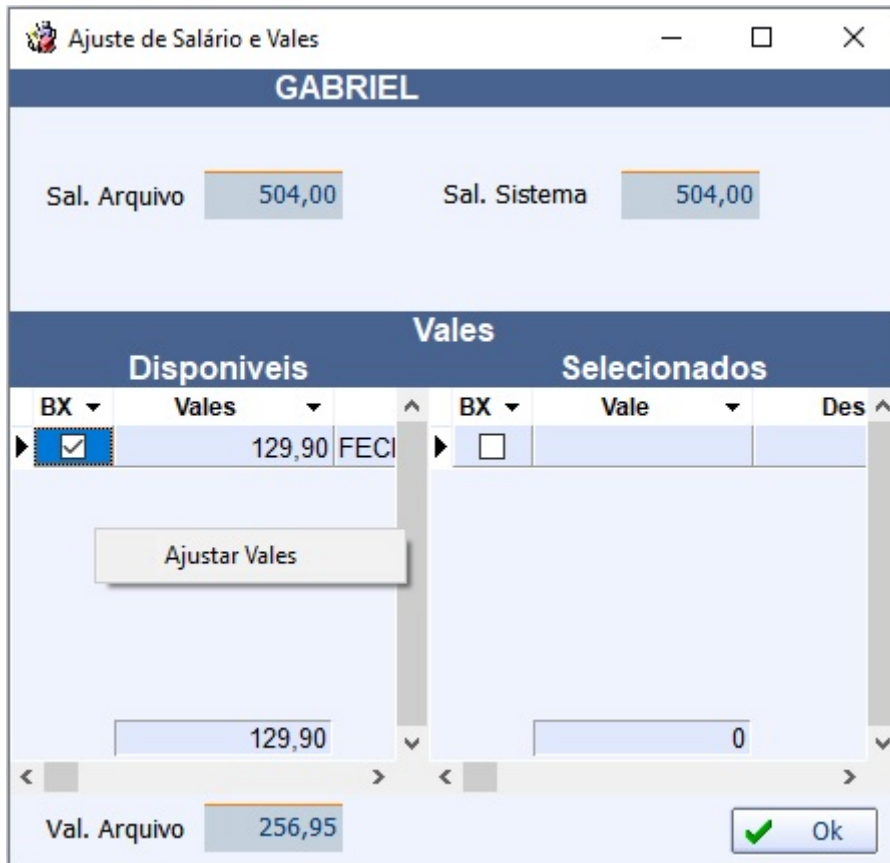 Ajuste de Salário e Vales
GABRIEL
Sal. Arquivo 504,00 Sal. Sistema 504,00
Vales
Disponiveis Selecionados
BX Vales BX Vale Des
129,90 FECI
Ajustar Vales
129,90 0
Val. Arquivo 256,95 Ok